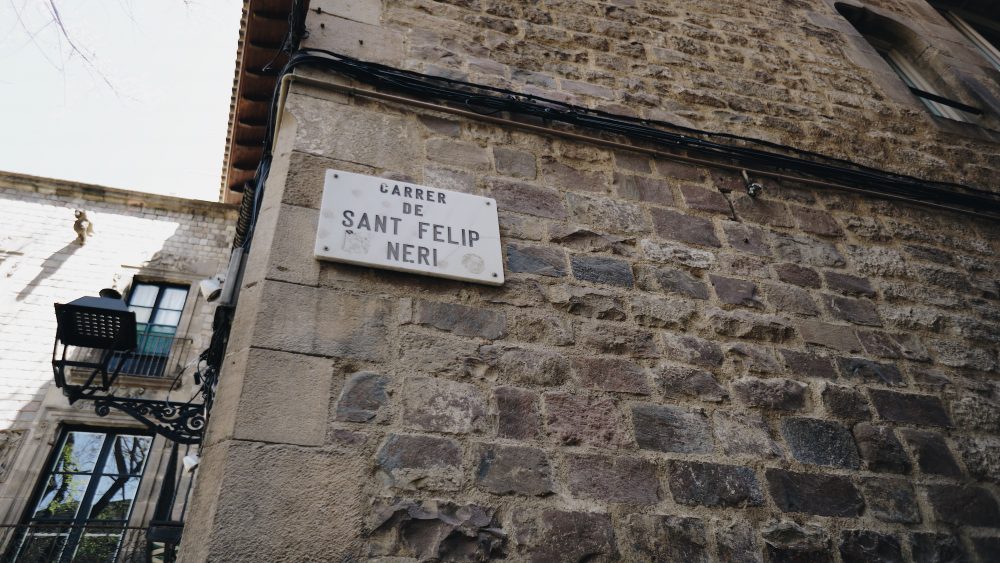 CARRER
DE
SANT FELIP
NERI